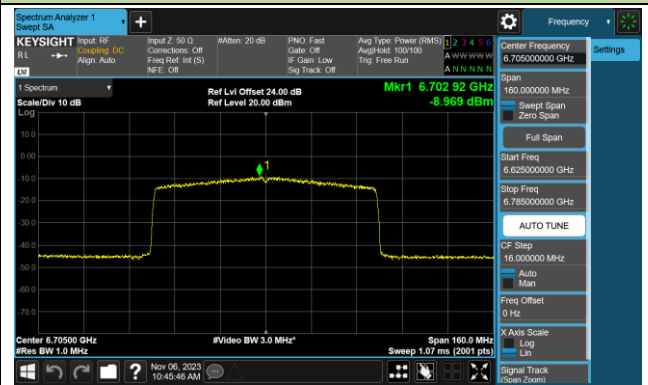 Spectrum Analyzer 1
Swept SA
+
Frequency
KEYSIGHT
RL
LXI
Input: RF
Coupling: DC
Align: Auto
Input Z: 50 Ω
Corrections: Off
Freq Ref: Int (S)
NFE: Off
#Atten: 20 dB
PNO: Fast
Gate: Off
IF Gain: Low
Sig Track: Off
Avg Type: Power (RMS)
Avg|Hold: 100/100
Trig: Free Run
1 2 3 4 5 6
A W W W W W
A N N N N N
Center Frequency
6.705000000 GHz
Settings
Span
160.000000 MHz
Swept Span
Zero Span
Full Span
Start Freq
6.625000000 GHz
Stop Freq
6.785000000 GHz
AUTO TUNE
CF Step
16.000000 MHz
Auto
Man
Freq Offset
0 Hz
X Axis Scale
Log
Lin
Signal Track
(Span Zoom)
1 Spectrum
Scale/Div 10 dB
Log
Ref Lvl Offset 24.00 dB
Ref Level 20.00 dBm
Mkr1 6.702 92 GHz
-8.969 dBm
10.0
0.00
-10.0
-20.0
-30.0
-40.0
-50.0
-60.0
-70.0
1
Center 6.70500 GHz
#Res BW 1.0 MHz
#Video BW 3.0 MHz*
Span 160.0 MHz
Sweep 1.07 ms (2001 pts)
?
Nov 06, 2023
10:45:46 AM